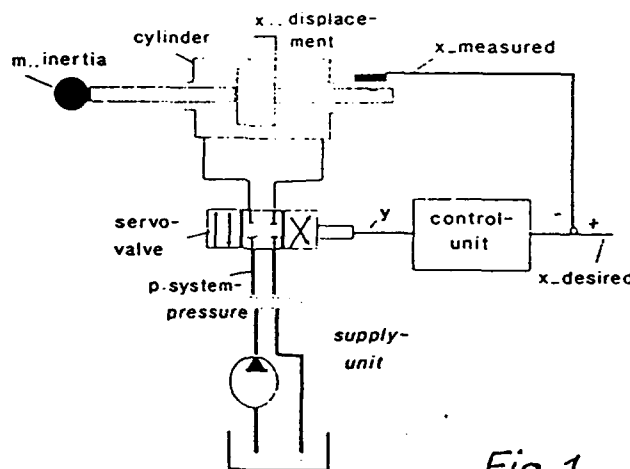 x.. displace-
ment
cylinder
m.. inertia
x_measured
servo-
valve
y
control-
unit
-
+
x_desired
p.system-
pressure
supply-
unit
Fig. 1